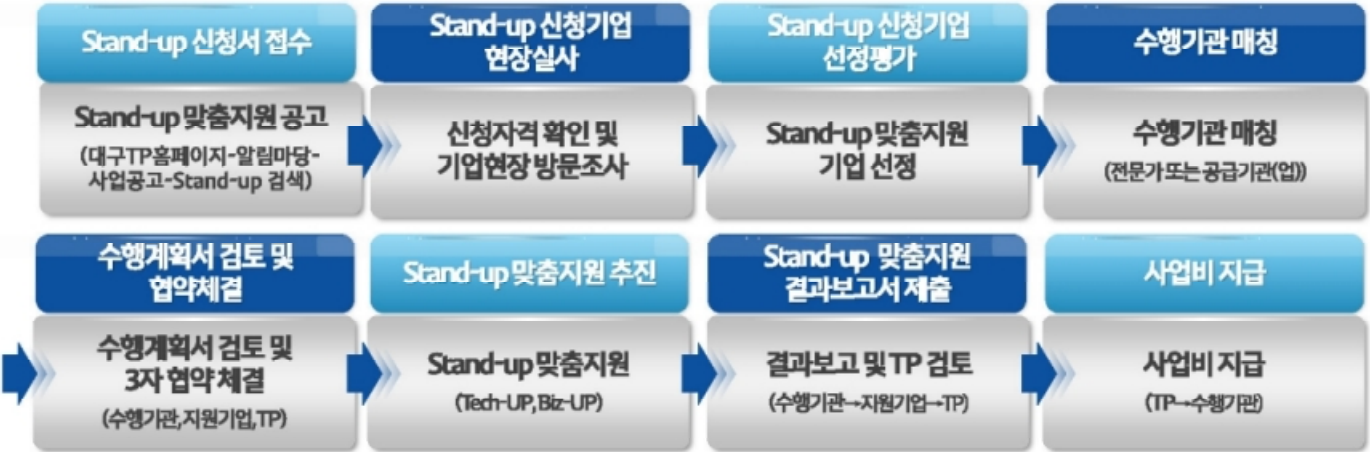 Stand-up 신청서 접수
Stand-up 맞춤지원 공고
(대구TP홈페이지-알림마당-
사업공고-Stand-up 검색)
Stand-up 신청기업
현장실사
신청자격 확인 및
기업현장 방문조사
Stand-up 신청기업
선정평가
Stand-up 맞춤지원
기업 선정
수행기관 매칭
수행기관 매칭
(전문가 또는 공급기관(업))
수행계획서 검토 및
협약체결
수행계획서 검토 및
3자 협약 체결
(수행기관,지원기업,TP)
Stand-up 맞춤지원 추진
Stand-up 맞춤지원
(Tech-UP, Biz-UP)
Stand-up 맞춤지원
결과보고서 제출
결과보고 및 TP 검토
(수행기관→지원기업→TP)
사업비 지급
사업비 지급
(TP→수행기관)